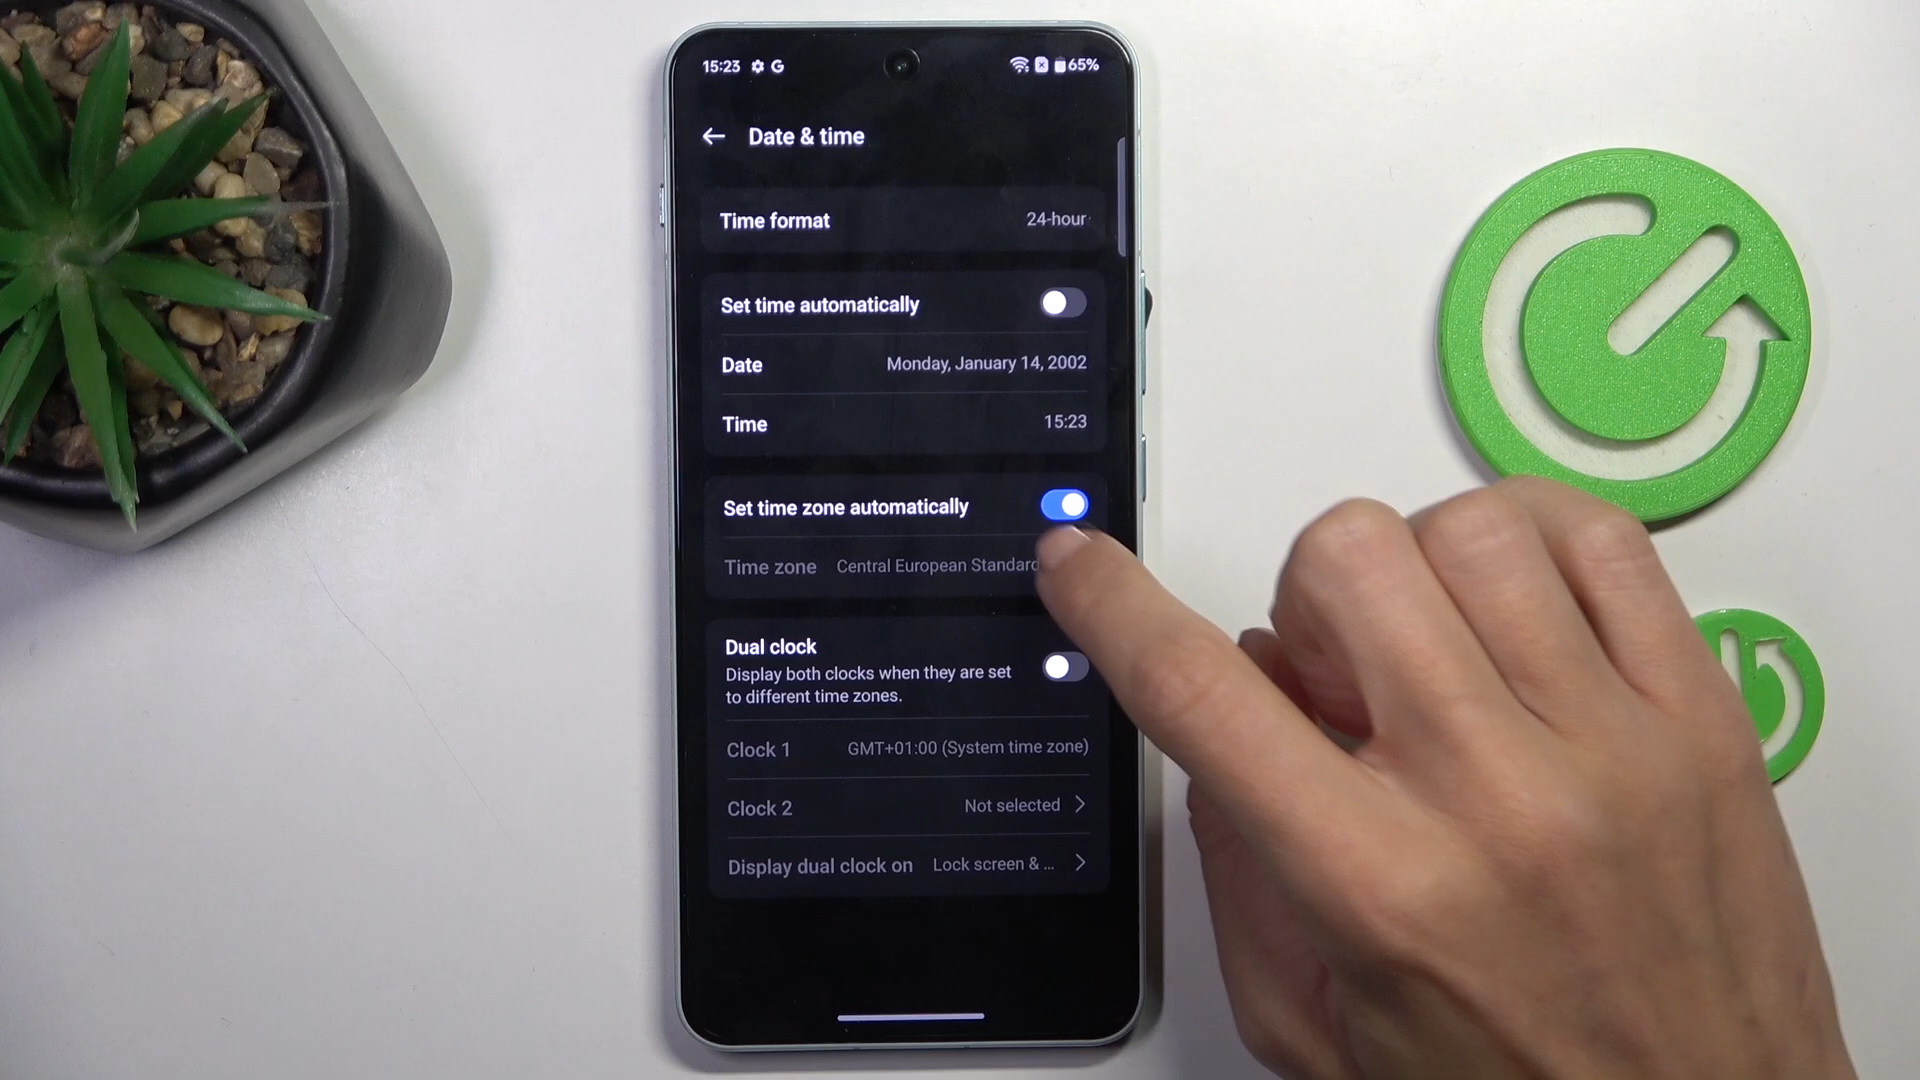 15:23 G 65%
Date & time
Time format 24-hour
Set time automatically
Date Monday, January 14, 2002
Time 15:23
Set time zone automatically
Time zone Central European Standard
Dual clock
Display both clocks when they are set
to different time zones.
Clock 1 GMT+01:00 (System time zone)
Clock 2 Not selected
Display dual clock on Lock screen & ...